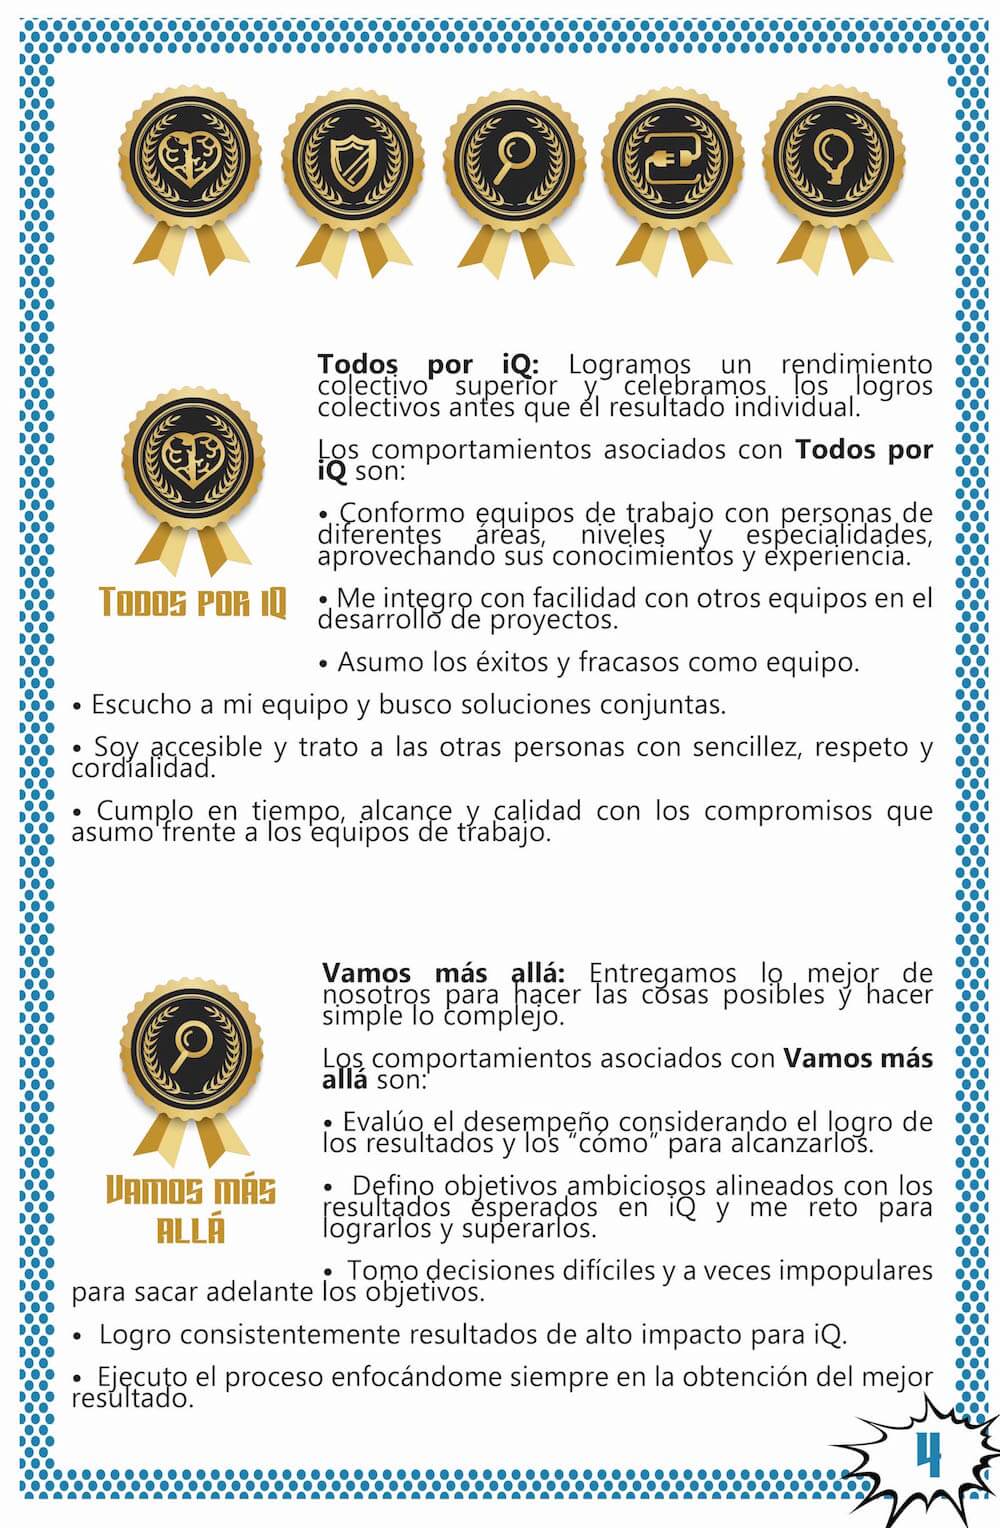 Todos por iQ: Logramos un rendimiento
colectivo superior y celebramos los logros
colectivos antes que el resultado individual.
Los comportamientos asociados con Todos por
iQ son:
• Conformo equipos de trabajo con personas de
diferentes áreas, niveles y especialidades,
aprovechando sus conocimientos y experiencia.
TODOS POR IQ
• Me integro con facilidad con otros equipos en el
desarrollo de proyectos.
• Asumo los éxitos y fracasos como equipo.
• Escucho a mi equipo y busco soluciones conjuntas.
• Soy accesible y trato a las otras personas con sencillez, respeto y
cordialidad.
• Cumplo en tiempo, alcance y calidad con los compromisos que
asumo frente a los equipos de trabajo.
Vamos más allá: Entregamos lo mejor de
nosotros para hacer las cosas posibles y hacer
simple lo complejo.
Los comportamientos asociados con Vamos más
allá son:
• Evalúo el desempeño considerando el logro de
los resultados y los “cómo” para alcanzarlos.
VAMOS MÁS
ALLÁ
• Defino objetivos ambiciosos alineados con los
resultados esperados en iQ y me reto para
lograrlos y superarlos.
• Tomo decisiones difíciles y a veces impopulares
para sacar adelante los objetivos.
• Logro consistentemente resultados de alto impacto para iQ.
• Ejecuto el proceso enfocándome siempre en la obtención del mejor
resultado.
4